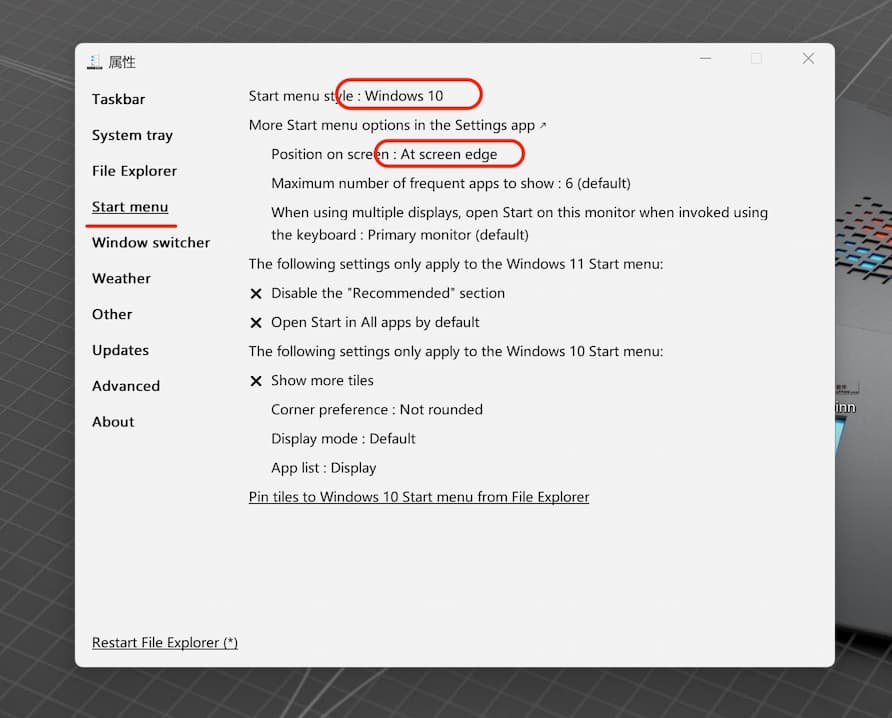 属性
Taskbar
System tray
File Explorer
Start menu
Window switcher
Weather
Other
Updates
Advanced
About
Start menu style : Windows 10
More Start menu options in the Settings app ↗
Position on screen : At screen edge
Maximum number of frequent apps to show : 6 (default)
When using multiple displays, open Start on this monitor when invoked using
the keyboard : Primary monitor (default)
The following settings only apply to the Windows 11 Start menu:
Disable the "Recommended" section
Open Start in All apps by default
The following settings only apply to the Windows 10 Start menu:
Show more tiles
Corner preference : Not rounded
Display mode : Default
App list : Display
Pin tiles to Windows 10 Start menu from File Explorer
Restart File Explorer (*)